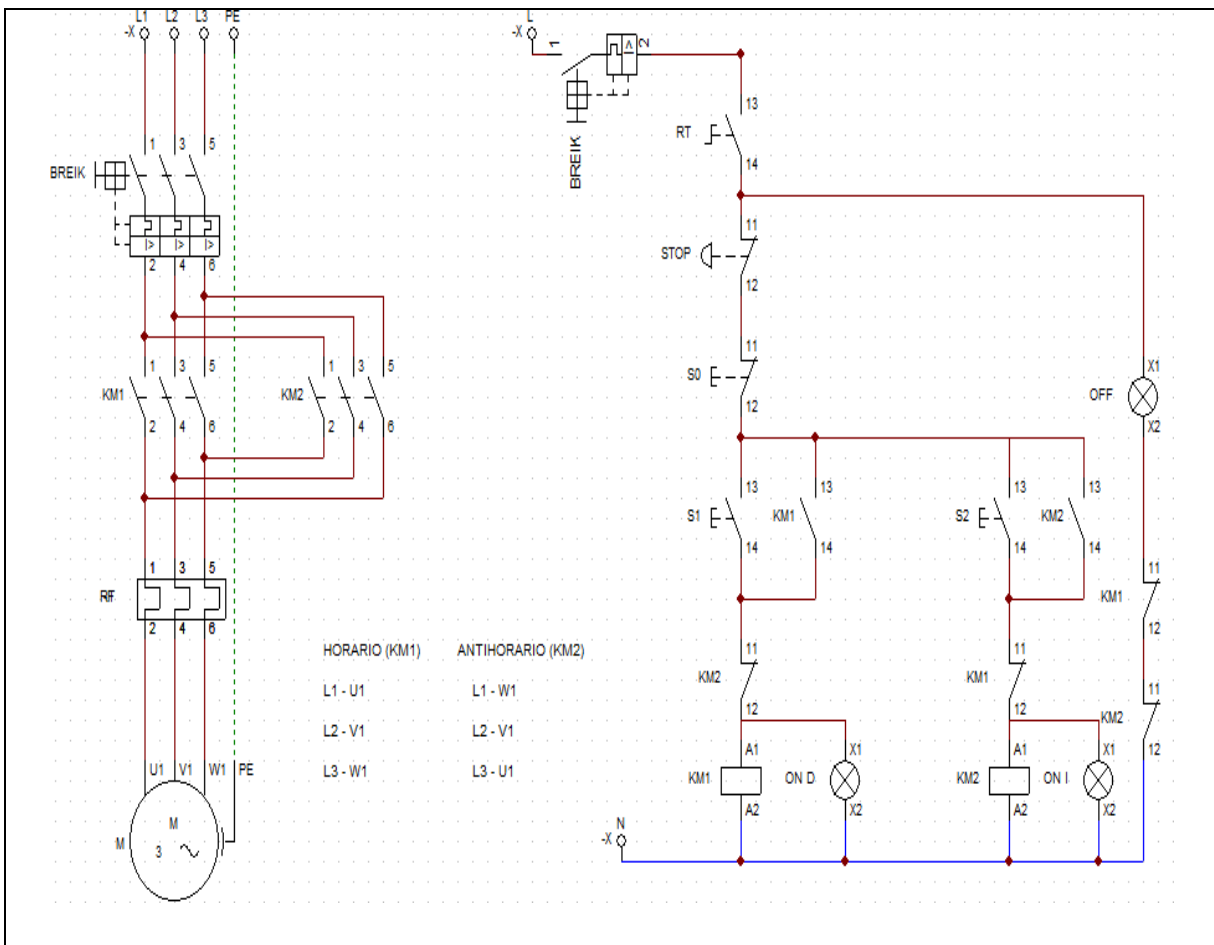 L1 L2 L3 PE
-X
L
-X
1 2
BREIK
13
RT
14
1 3 5
BREIK
I> I> I>
2 4 6
11
STOP
12
11
S0
12
1 3 5
KM1
2 4 6
1 3 5
KM2
2 4 6
X1
OFF
X2
13 13 13 13
S1 KM1 S2 KM2
14 14 14 14
1 3 5
RF
2 4 6
11
KM1
12
11
KM2
12
11
KM2
12
11
KM1
12
HORARIO (KM1) ANTIHORARIO (KM2)
L1 - U1 L1 - W1
L2 - V1 L2 - V1
L3 - W1 L3 - U1
A1 X1 A1 X1
KM1 ON D KM2 ON I
A2 X2 A2 X2
U1 V1 W1 PE
M
M
3
N
-X